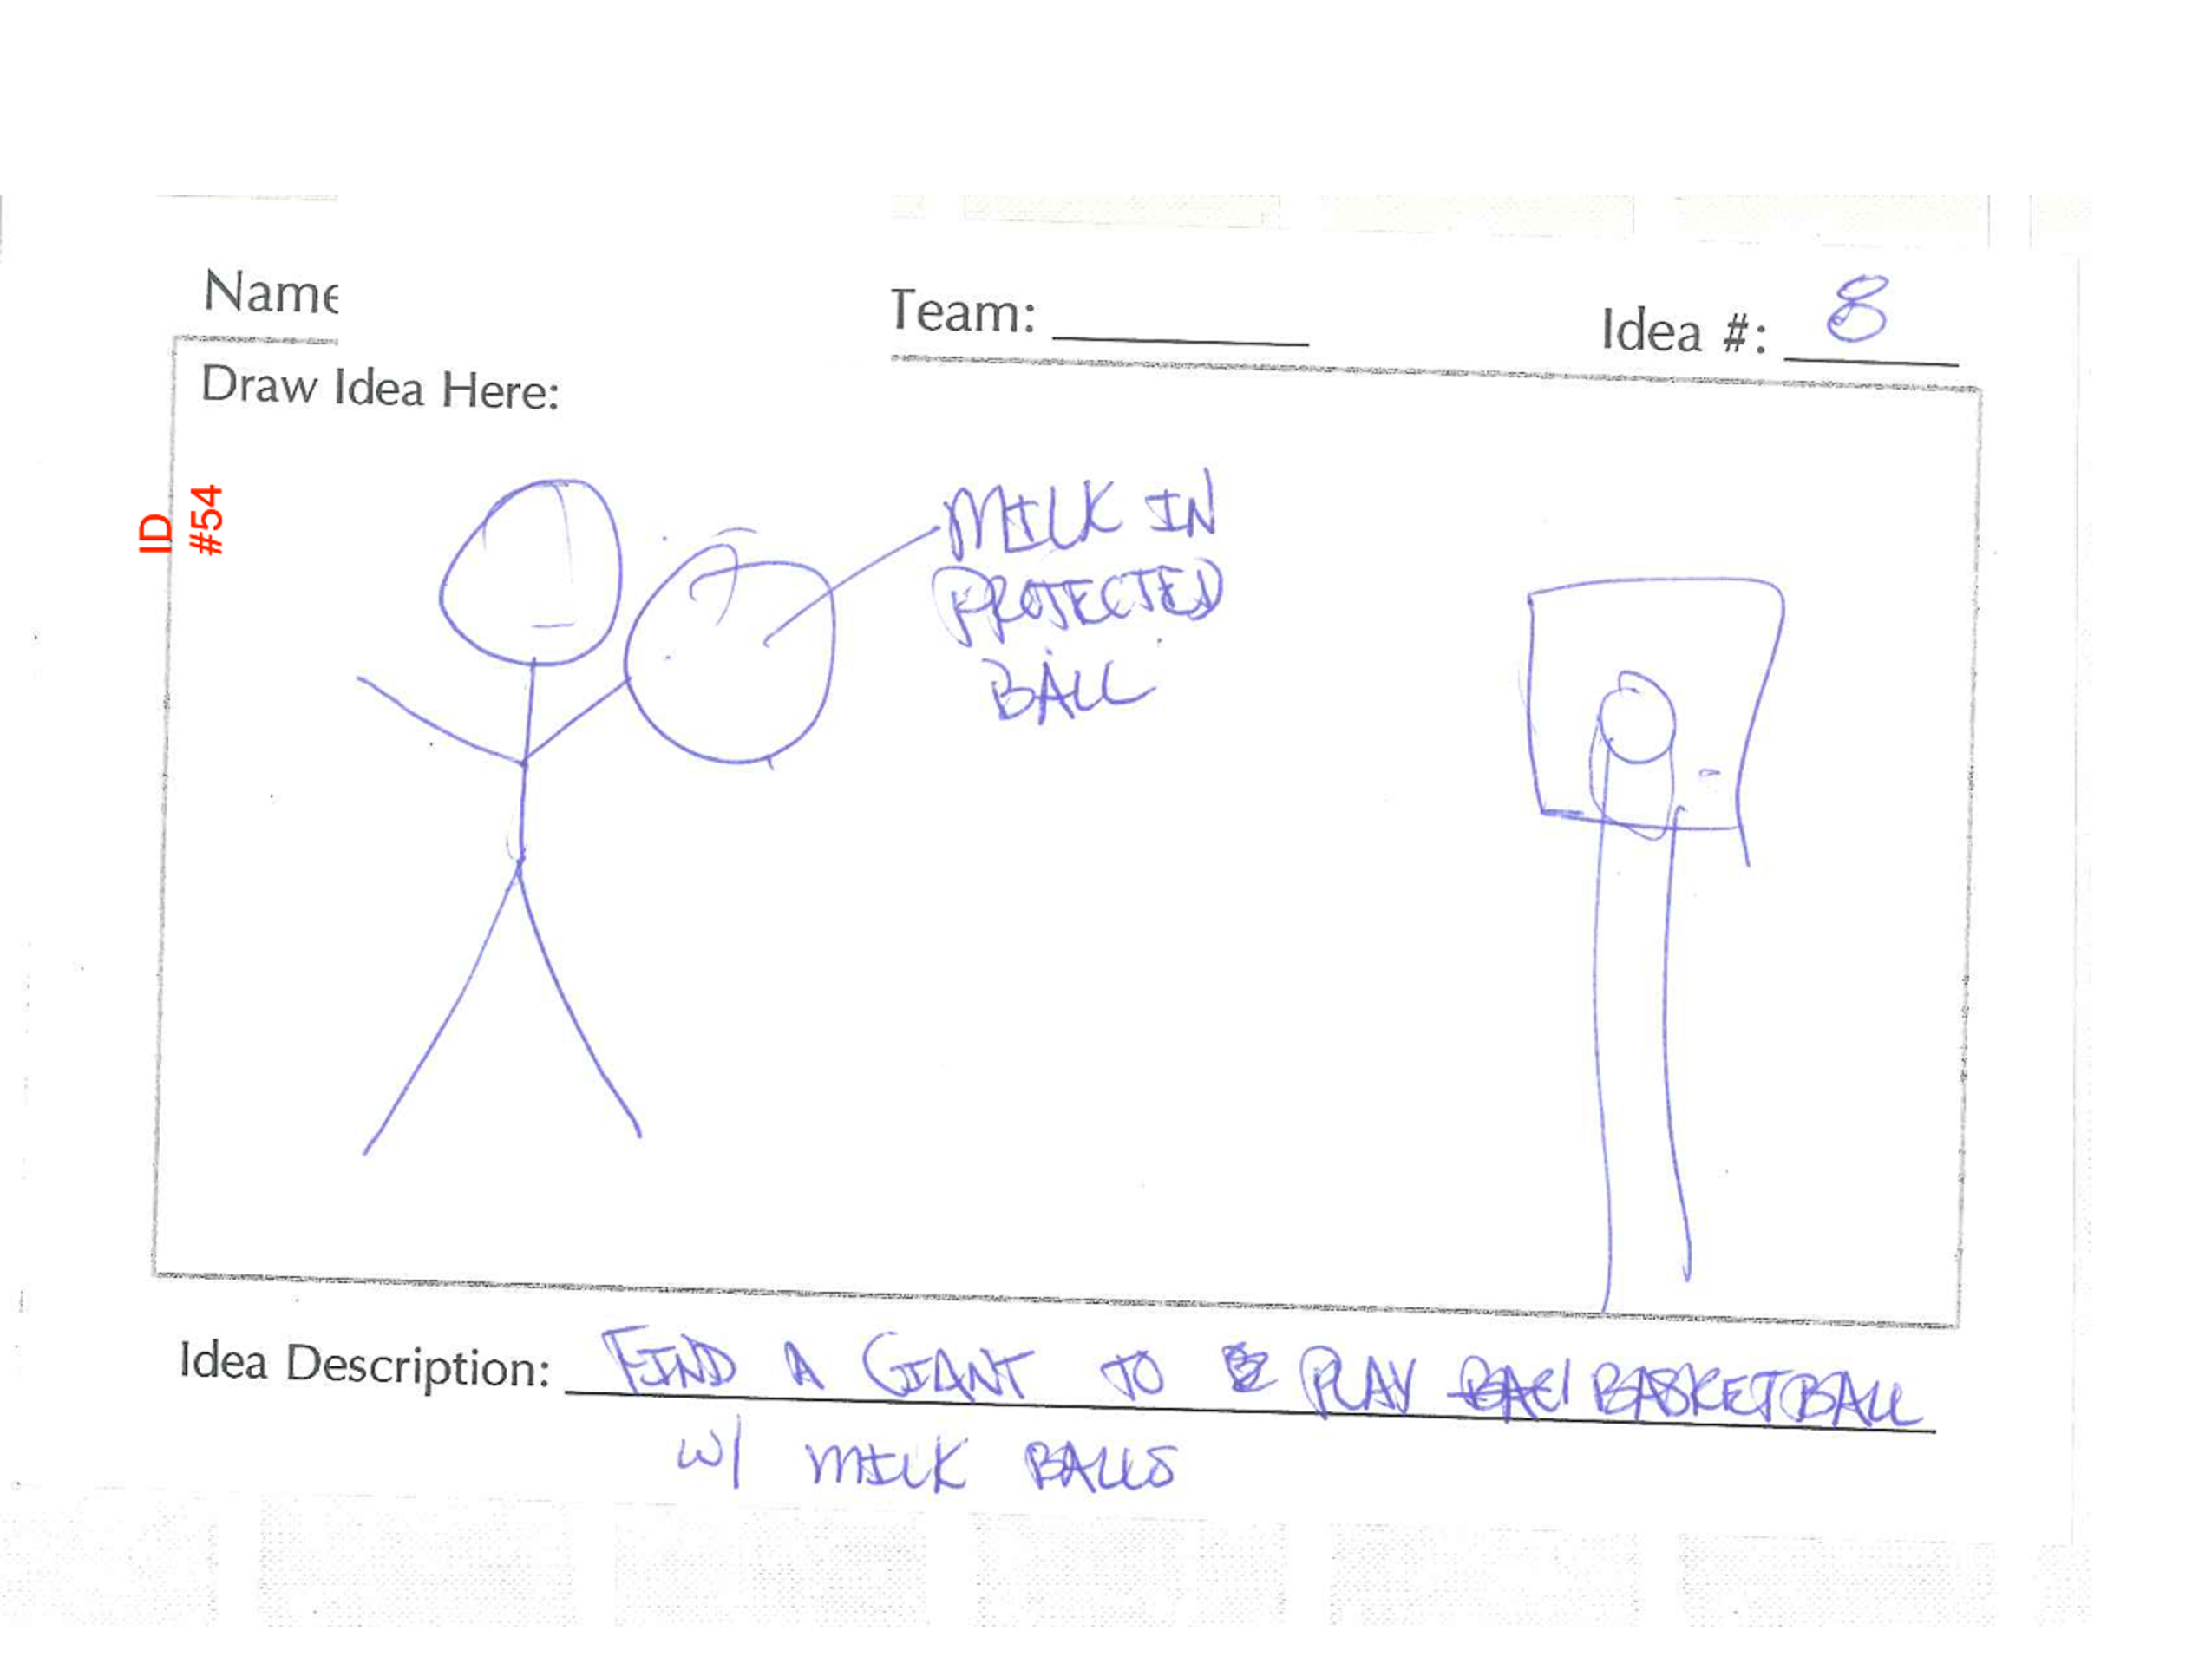 Name
Team:
Idea #: 8
Draw Idea Here:
ID
#54
MILK IN
PROTECTED
BALL
Idea Description: FIND A GIANT TO PLAY BASKETBALL
W/ MILK BALLS